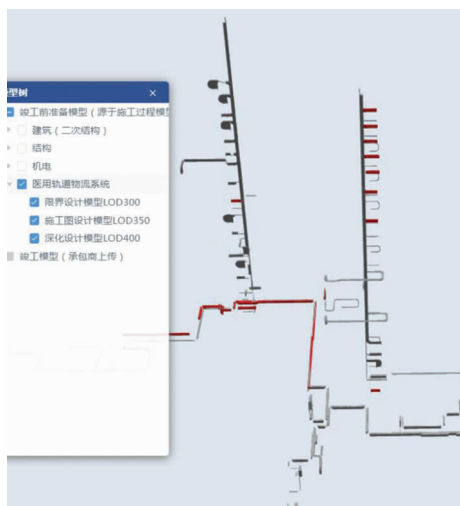 型树
竣工前准备模型（源于施工过程模型
建筑（二次结构）
结构
机电
医用轨道物流系统
限界设计模型LOD300
施工图设计模型LOD350
深化设计模型LOD400
竣工模型（承包商上传）